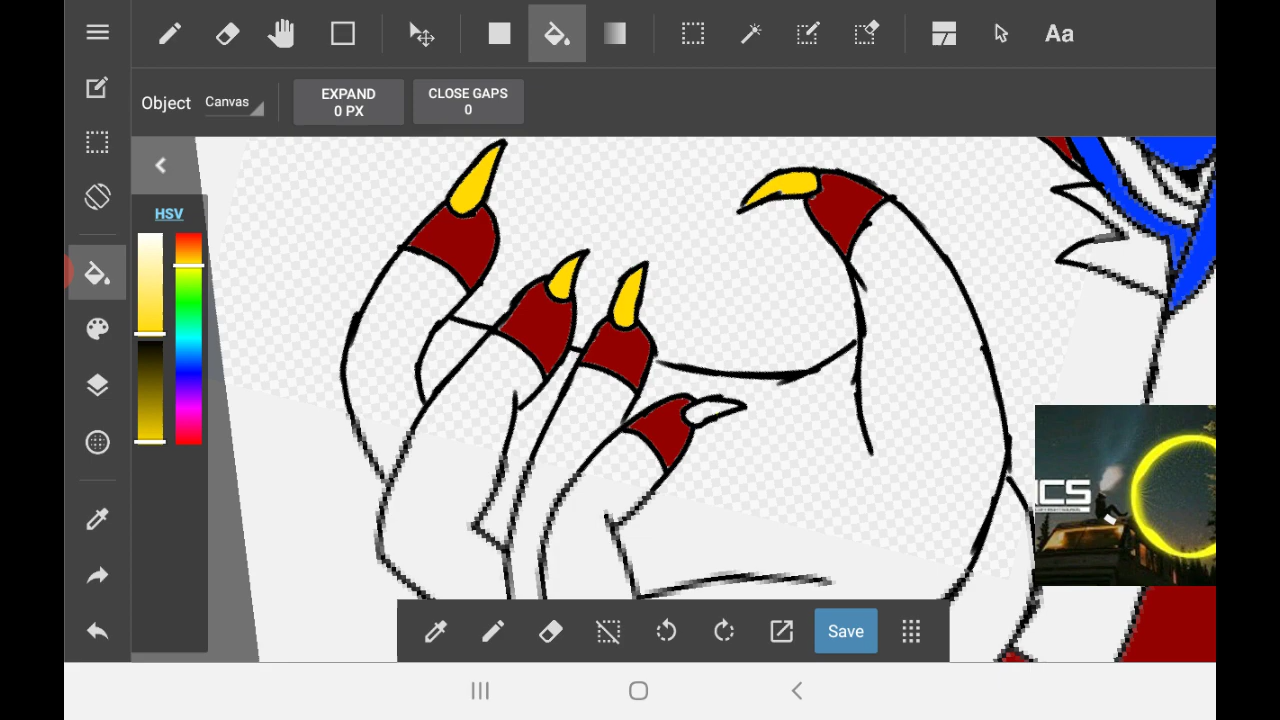 Aa
Object Canvas
EXPAND
0 PX
CLOSE GAPS
0
HSV
CS
Save